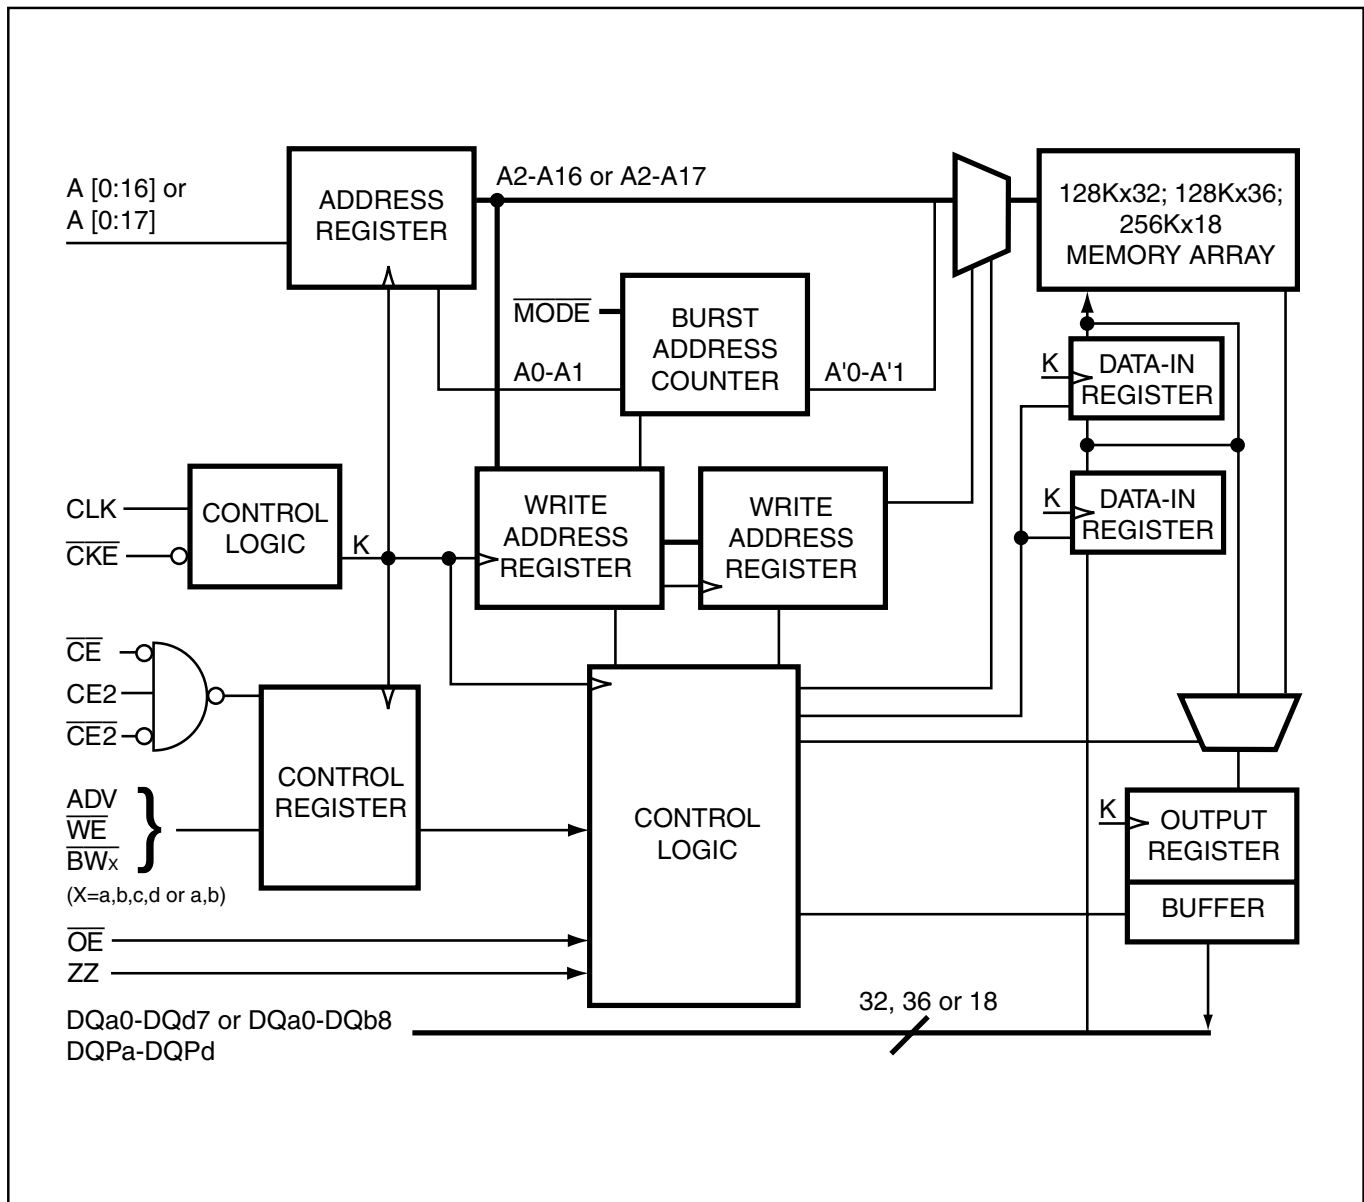 A [0:16] or
A [0:17]
ADDRESS
REGISTER
A2-A16 or A2-A17
128Kx32; 128Kx36;
256Kx18
MEMORY ARRAY
MODE
BURST
ADDRESS
COUNTER
A0-A1
A'0-A'1
K
DATA-IN
REGISTER
CLK
CKE
CONTROL
LOGIC
K
WRITE
ADDRESS
REGISTER
WRITE
ADDRESS
REGISTER
K
DATA-IN
REGISTER
CE
CE2
CE2
ADV
WE
BWx
(X=a,b,c,d or a,b)
CONTROL
REGISTER
CONTROL
LOGIC
K
OUTPUT
REGISTER
BUFFER
OE
ZZ
DQa0-DQd7 or DQa0-DQb8
DQPa-DQPd
32, 36 or 18